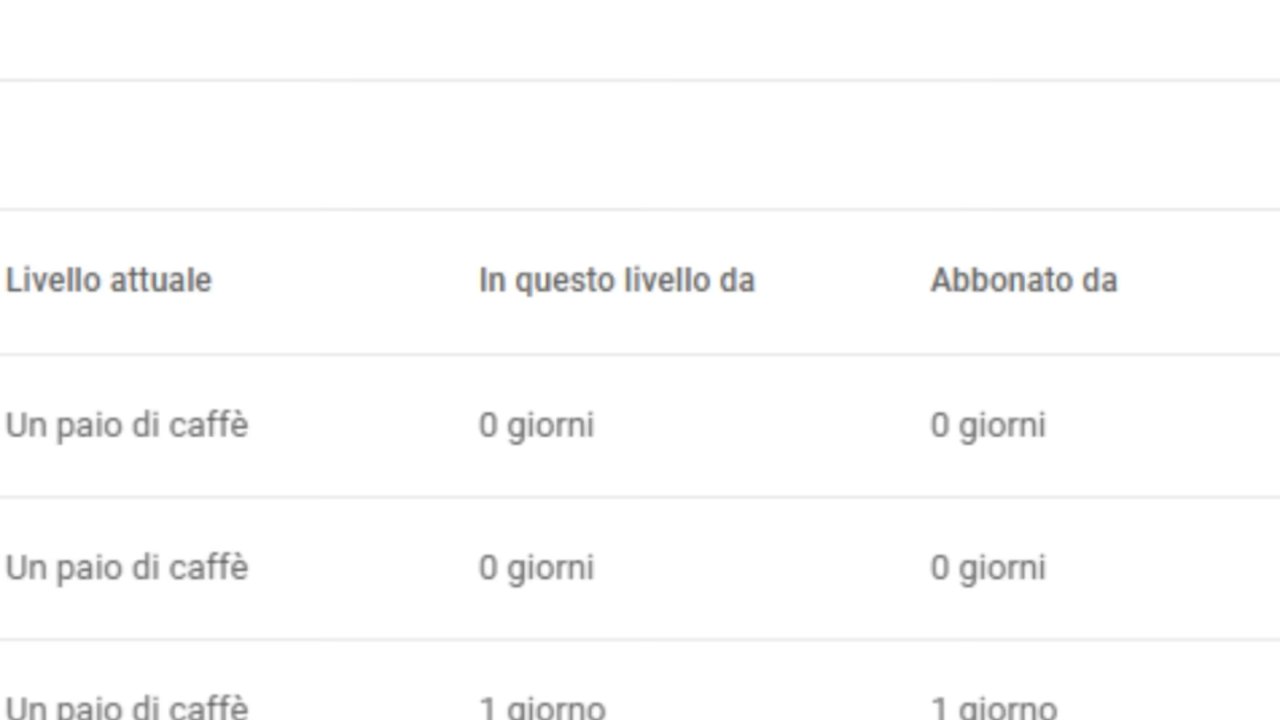 Livello attuale In questo livello da Abbonato da
Un paio di caffè 0 giorni 0 giorni
Un paio di caffè 0 giorni 0 giorni
Un paio di caffè 1 giorno 1 giorno